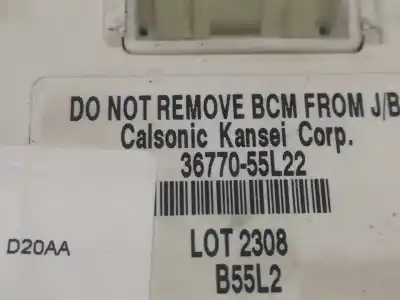 DO NOT REMOVE BCM FROM J/B
Calsonic Kansei Corp.
36770-55L22
D20AA
LOT 2308
B55L2